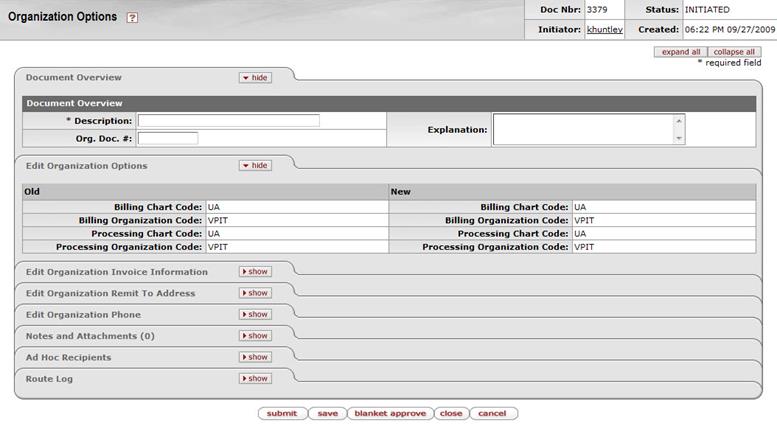 Organization Options ?
Doc Nbr: 3379 Status: INITIATED
Initiator: khuntley Created: 06:22 PM 09/27/2009
expand all collapse all
* required field
Document Overview hide
Document Overview
* Description: Explanation:
Org. Doc. #:
Edit Organization Options hide
Old New
Billing Chart Code: UA Billing Chart Code: UA
Billing Organization Code: VPIT Billing Organization Code: VPIT
Processing Chart Code: UA Processing Chart Code: UA
Processing Organization Code: VPIT Processing Organization Code: VPIT
Edit Organization Invoice Information show
Edit Organization Remit To Address show
Edit Organization Phone show
Notes and Attachments (0) show
Ad Hoc Recipients show
Route Log show
submit save blanket approve close cancel